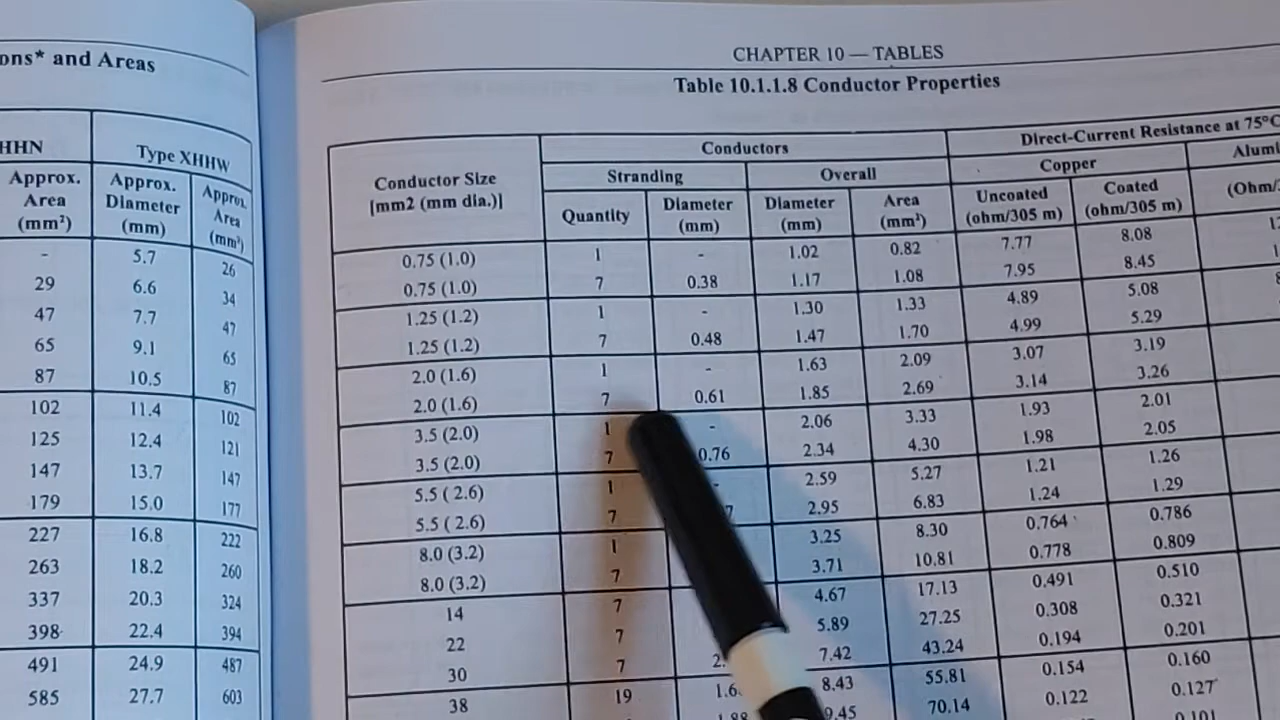 ons* and Areas
HHN
Type XHHW
Approx. Area (mm²)
Approx. Diameter (mm)
Approx. Area (mm²)
- 5.7 26
29 6.6 34
47 7.7 47
65 9.1 65
87 10.5 87
102 11.4 102
125 12.4 121
147 13.7 147
179 15.0 177
227 16.8 222
263 18.2 260
337 20.3 324
398 22.4 394
491 24.9 487
585 27.7 603
CHAPTER 10 — TABLES
Table 10.1.1.8 Conductor Properties
Conductors
Direct-Current Resistance at 75°C
Conductor Size [mm2 (mm dia.)]
Stranding
Overall
Copper
Alumi
Quantity
Diameter (mm)
Diameter (mm)
Area (mm²)
Uncoated (ohm/305 m)
Coated (ohm/305 m)
(Ohm/3
0.75 (1.0) 1 - 1.02 0.82 7.77 8.08
0.75 (1.0) 7 0.38 1.17 1.08 7.95 8.45
1.25 (1.2) 1 - 1.30 1.33 4.89 5.08
1.25 (1.2) 7 0.48 1.47 1.70 4.99 5.29
2.0 (1.6) 1 - 1.63 2.09 3.07 3.19
2.0 (1.6) 7 0.61 1.85 2.69 3.14 3.26
3.5 (2.0) 1 - 2.06 3.33 1.93 2.01
3.5 (2.0) 7 0.76 2.34 4.30 1.98 2.05
5.5 ( 2.6) 1 - 2.59 5.27 1.21 1.26
5.5 ( 2.6) 7 2.95 6.83 1.24 1.29
8.0 (3.2) 1 3.25 8.30 0.764 0.786
8.0 (3.2) 7 3.71 10.81 0.778 0.809
14 7 4.67 17.13 0.491 0.510
22 7 5.89 27.25 0.308 0.321
30 7 2. 7.42 43.24 0.194 0.201
38 19 1.6 8.43 55.81 0.154 0.160
1.88 9.45 70.14 0.122 0.127
0.101